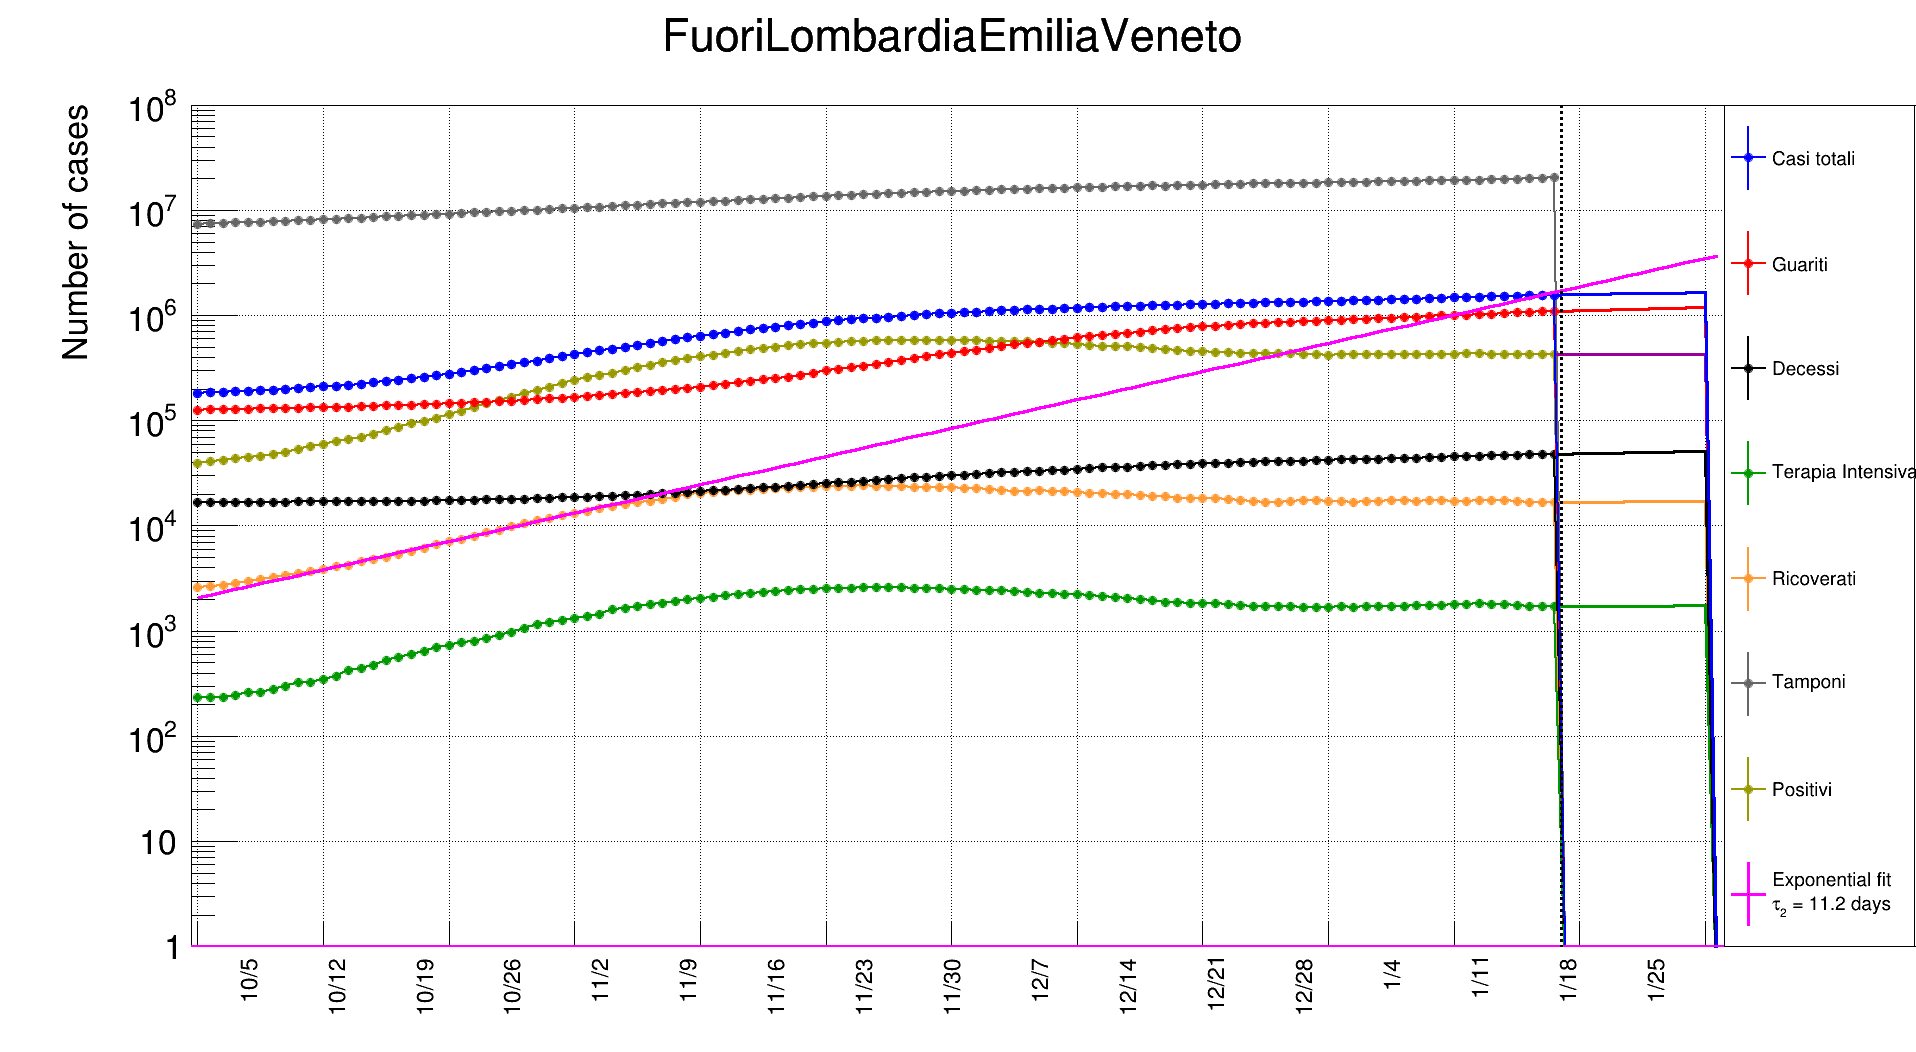 FuoriLombardiaEmiliaVeneto
Number of cases
10^8
10^7
10^6
10^5
10^4
10^3
10^2
10
1
10/5 10/12 10/19 10/26 11/2 11/9 11/16 11/23 11/30 12/7 12/14 12/21 12/28 1/4 1/11 1/18 1/25
Casi totali
Guariti
Decessi
Terapia Intensiva
Ricoverati
Tamponi
Positivi
Exponential fit
τ₂ = 11.2 days